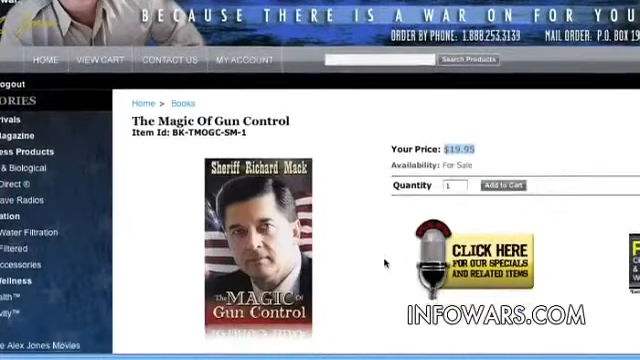 BECAUSE THERE IS A WAR ON FOR YOU
ORDER BY PHONE: 1.888.253.3139 MAIL ORDER: P.O. BOX 19
HOME VIEW CART CONTACT US MY ACCOUNT Search Products
ogout
ORIES
Home > Books
rivals
The Magic Of Gun Control
agazine
Item Id: BK-TMOGC-SM-1
ess Products
Your Price: $19.95
& Biological
Availability: For Sale
Direct ®
Quantity 1 Add to Cart
ave Radios
Sheriff Richard Mack
ation
Water Filtration
Filtered
ccessories
CLICK HERE
FOR OUR SPECIALS
AND RELATED ITEMS
ellness
alth™
The MAGIC Of
Gun Control
INFOWARS.COM
vity™
e Alex Jones Movies